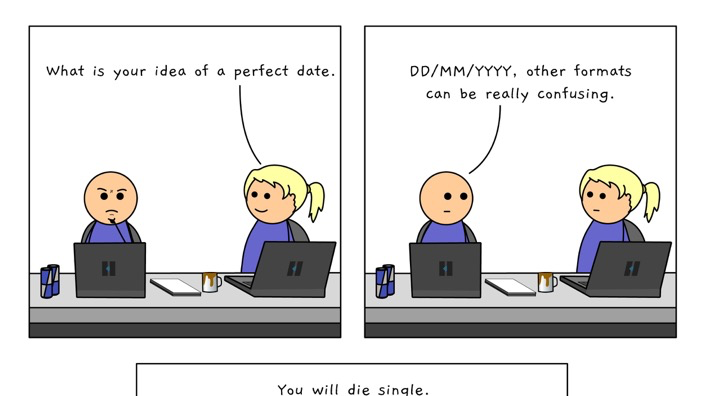 What is your idea of a perfect date.
DD/MM/YYYY, other formats
can be really confusing.
You will die single.